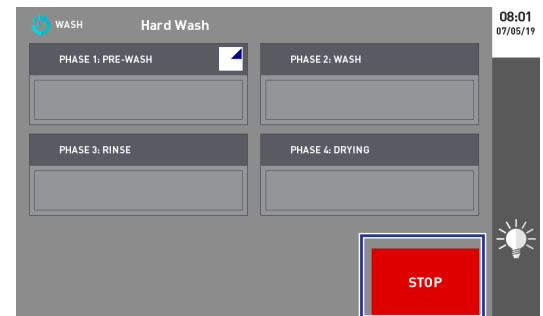 WASH Hard Wash
08:01
07/05/19
PHASE 1: PRE-WASH
PHASE 2: WASH
PHASE 3: RINSE
PHASE 4: DRYING
STOP